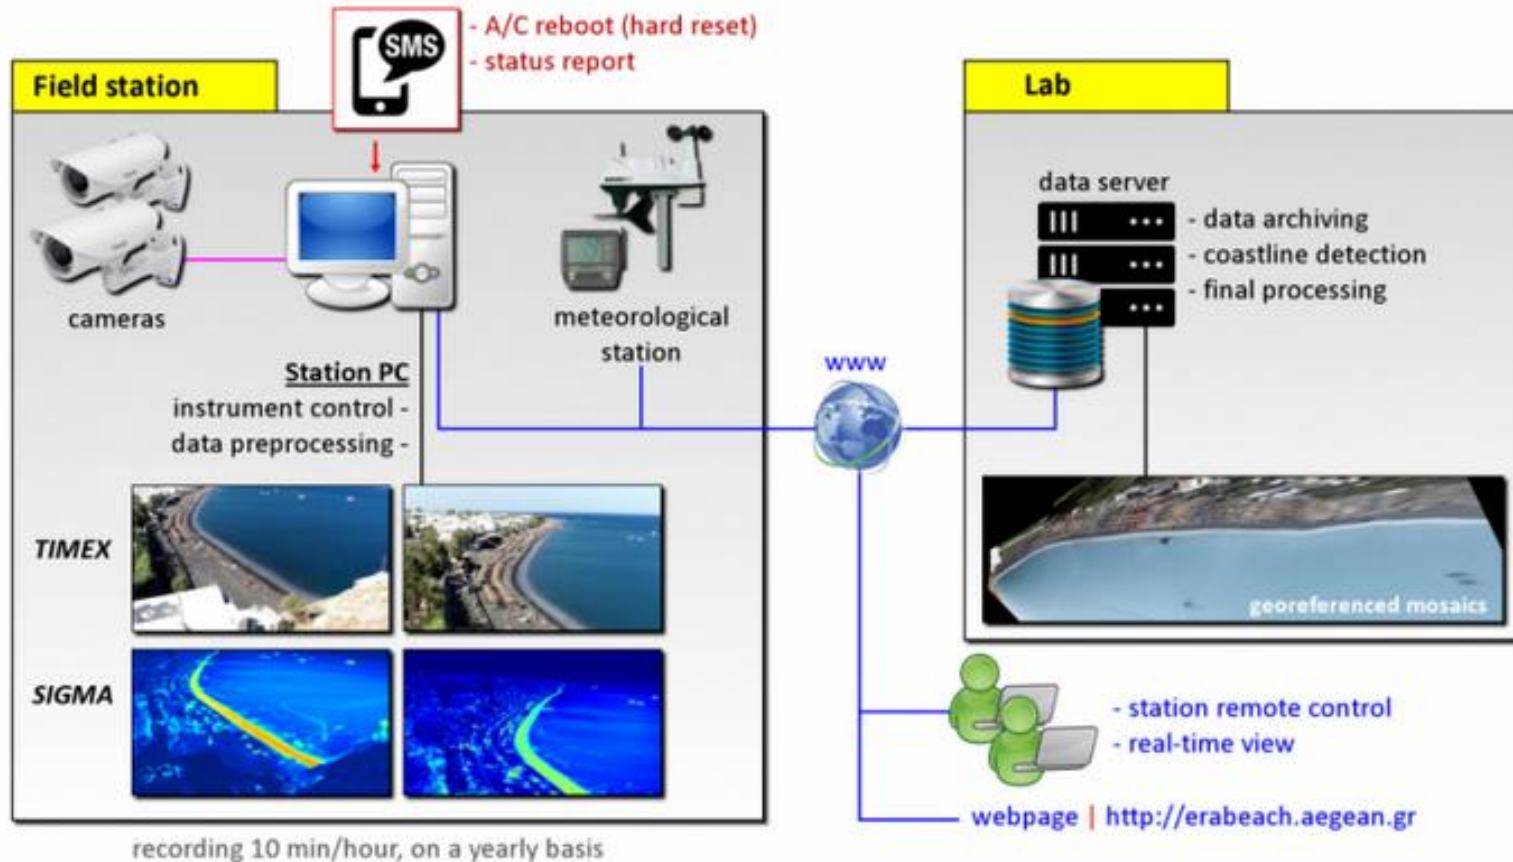 SMS
- A/C reboot (hard reset)
- status report
Field station
cameras
meteorological
station
Station PC
instrument control -
data preprocessing -
TIMEX
SIGMA
recording 10 min/hour, on a yearly basis
www
Lab
data server
- data archiving
- coastline detection
- final processing
georeferenced mosaics
- station remote control
- real-time view
webpage | http://erabeach.aegean.gr